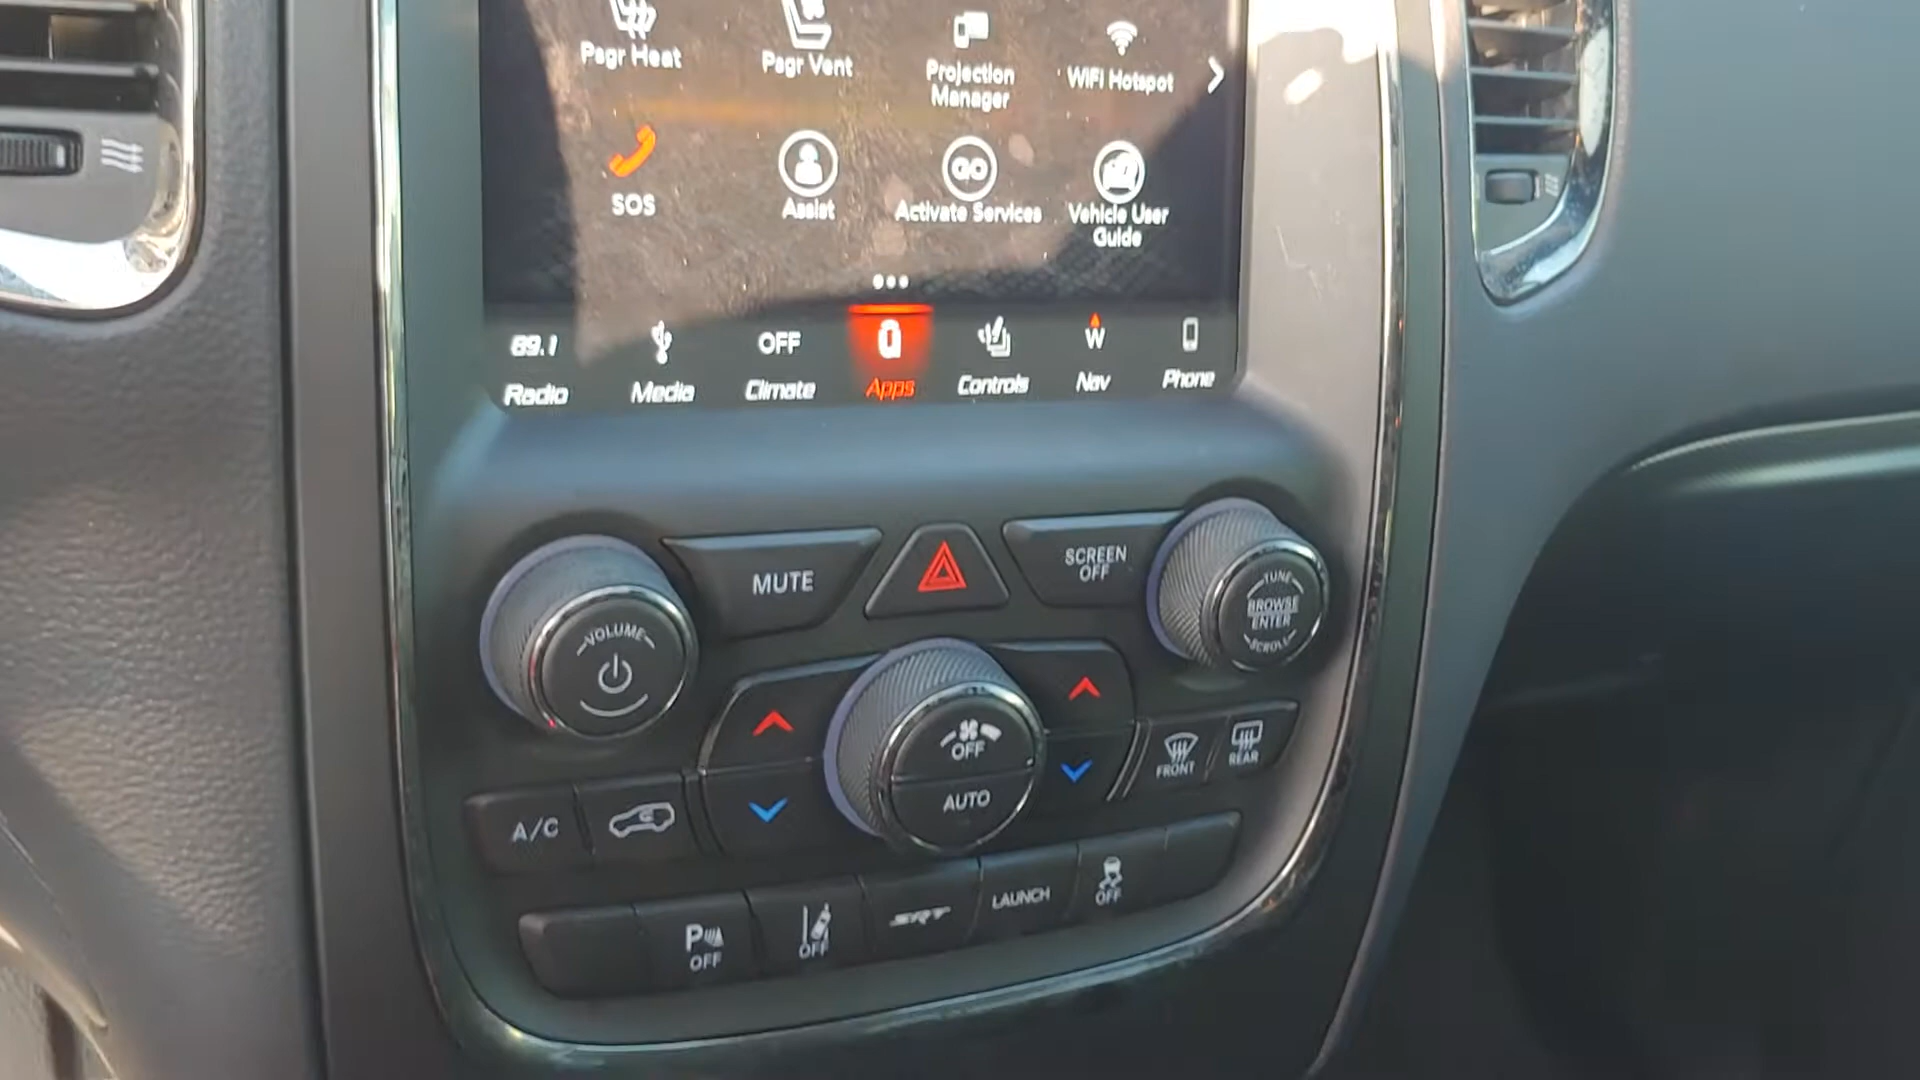 Psgr Heat
Psgr Vent
Projection
Manager
WiFi Hotspot
SOS
Assist
GO
Activate Services
Vehicle User
Guide
89.1
OFF
W
Radio
Media
Climate
Apps
Controls
Nav
Phone
MUTE
SCREEN
OFF
VOLUME
TUNE
BROWSE
ENTER
SCROLL
OFF
AUTO
FRONT
REAR
A/C
P
OFF
OFF
SRT
LAUNCH
OFF